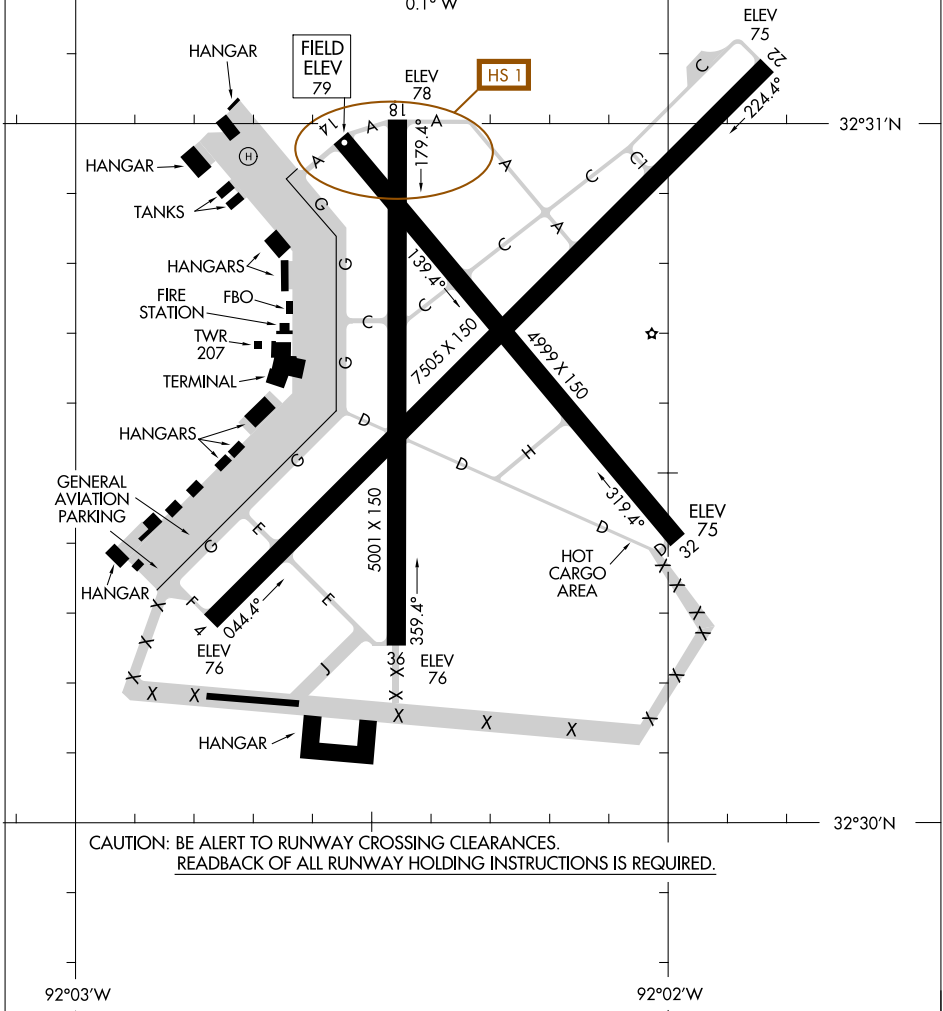 0.1° W
ELEV
75
22
HANGAR
FIELD
ELEV
79
HS 1
ELEV
78
C
224.4°
14
A
18
A
179.4°
32°31'N
A
H
HANGAR
A
C1
C
TANKS
G
A
C
HANGARS
G
139.4°
FIRE
STATION
FBO
C
C
7505 X 150
4999 X 150
TWR
207
G
TERMINAL
D
HANGARS
G
D
H
GENERAL
AVIATION
PARKING
5001 X 150
319.4°
ELEV
75
G
E
D
D
32
HOT
CARGO
AREA
X
HANGAR
X
F
E
359.4°
X
X
044.4°
4
X
X
ELEV
76
36
ELEV
76
J
X
X
X
X
X
X
X
X
X
X
X
HANGAR
32°30'N
CAUTION: BE ALERT TO RUNWAY CROSSING CLEARANCES.
READBACK OF ALL RUNWAY HOLDING INSTRUCTIONS IS REQUIRED.
92°03'W
92°02'W